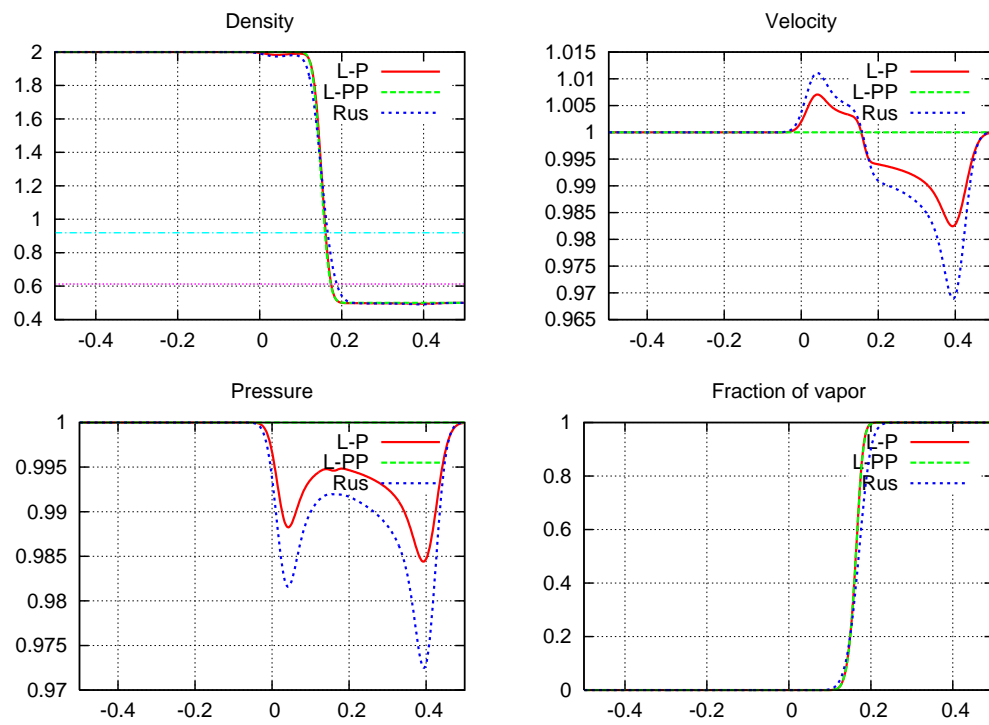 Density
2
1.8
1.6
1.4
1.2
1
0.8
0.6
0.4
-0.4 -0.2 0 0.2 0.4
L-P
L-PP
Rus
Velocity
1.015
1.01
1.005
1
0.995
0.99
0.985
0.98
0.975
0.97
0.965
-0.4 -0.2 0 0.2 0.4
L-P
L-PP
Rus
Pressure
1
0.995
0.99
0.985
0.98
0.975
0.97
-0.4 -0.2 0 0.2 0.4
L-P
L-PP
Rus
Fraction of vapor
1
0.8
0.6
0.4
0.2
0
-0.4 -0.2 0 0.2 0.4
L-P
L-PP
Rus